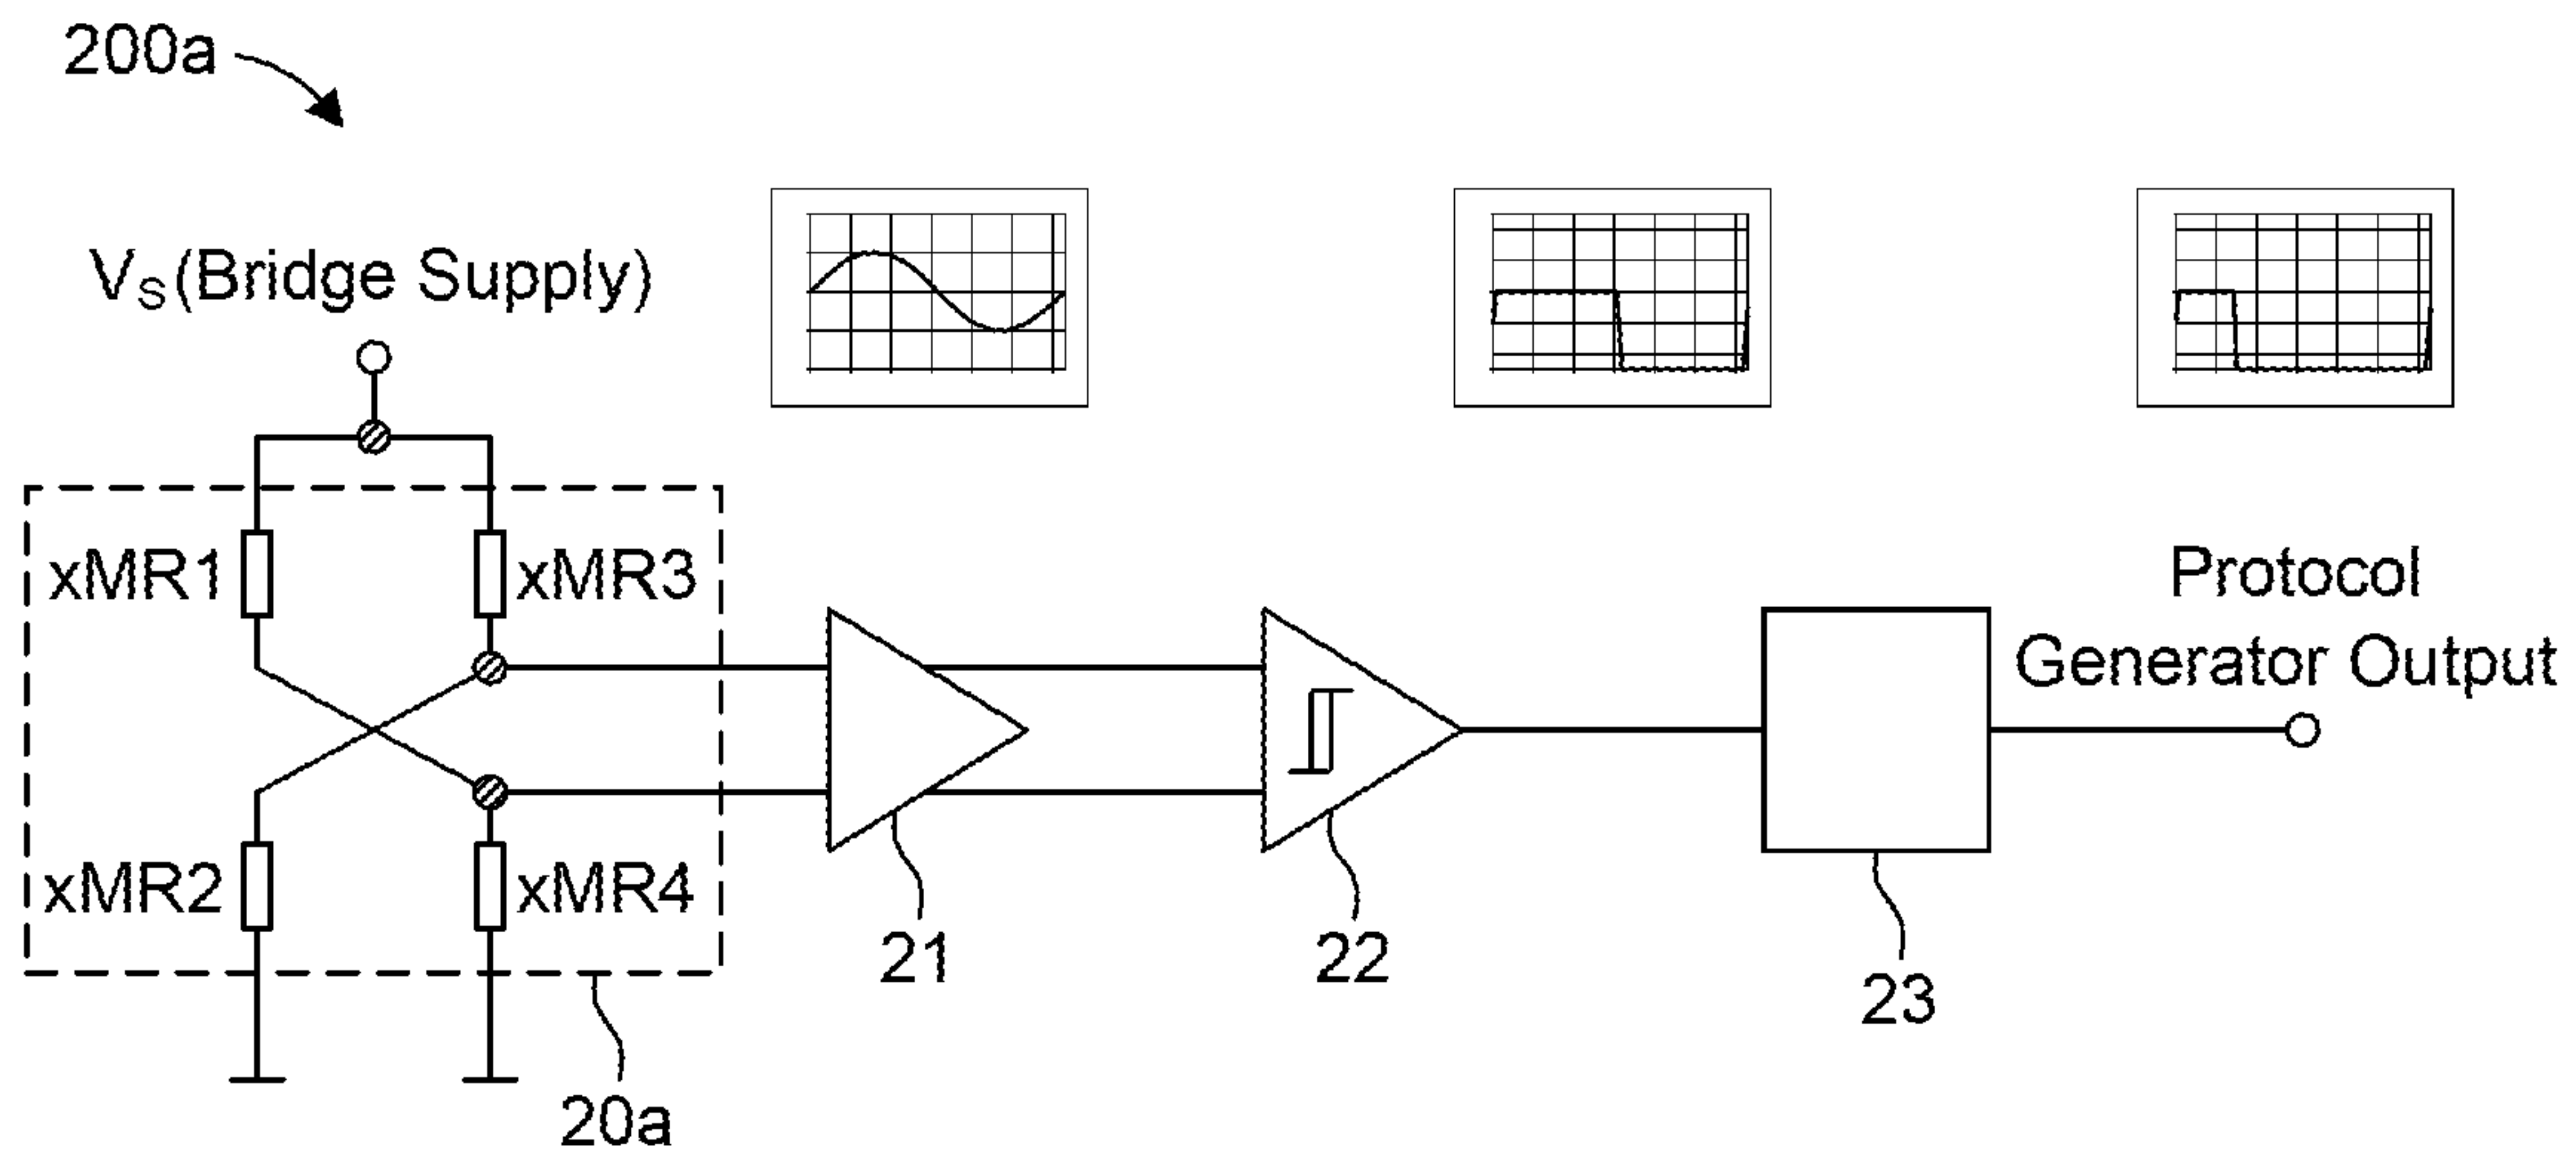 200a
VS(Bridge Supply)
xMR1
xMR3
Protocol
Generator Output
xMR2
xMR4
21
22
23
20a